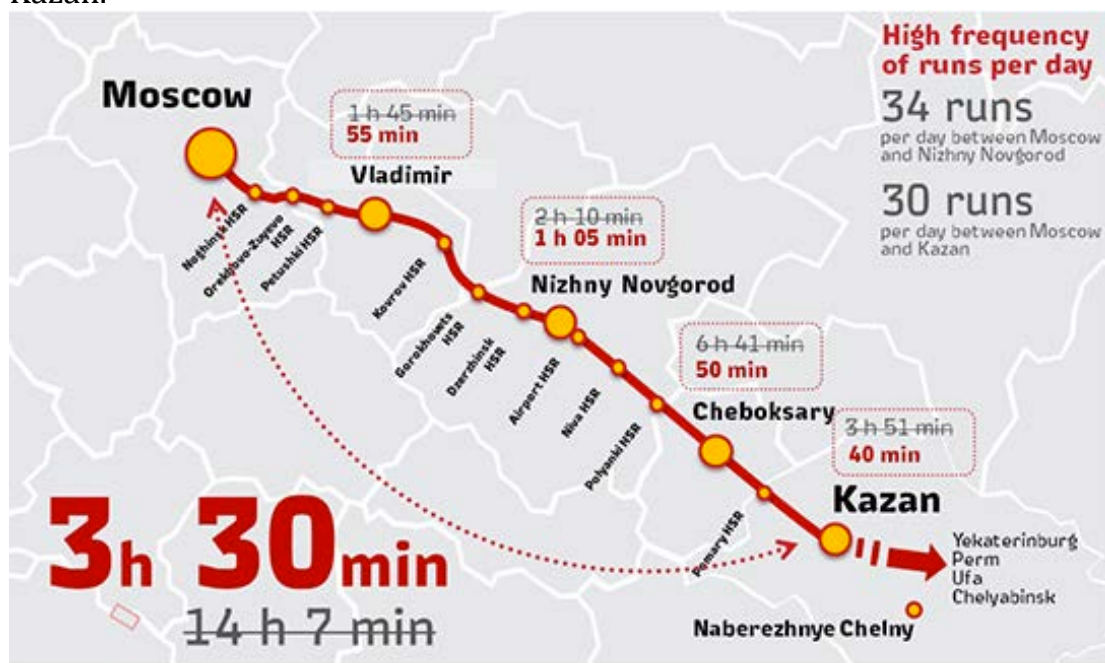 Kazan.
High frequency
of runs per day
34 runs
per day between Moscow
and Nizhny Novgorod
30 runs
per day between Moscow
and Kazan
Moscow
1 h 45 min
55 min
Vladimir
Noghinsk HSR
Orekhovo-Zuyevo
HSR
Petushki HSR
2 h 10 min
1 h 05 min
Nizhny Novgorod
Kovrov HSR
Gorokhovets
HSR
Dzerzhinsk
HSR
Airport HSR
Niva HSR
Polyanki HSR
6 h 41 min
50 min
Cheboksary
3 h 51 min
40 min
Kazan
Pomary HSR
3h 30min
14 h 7 min
Yekaterinburg
Perm
Ufa
Chelyabinsk
Naberezhnye Chelny